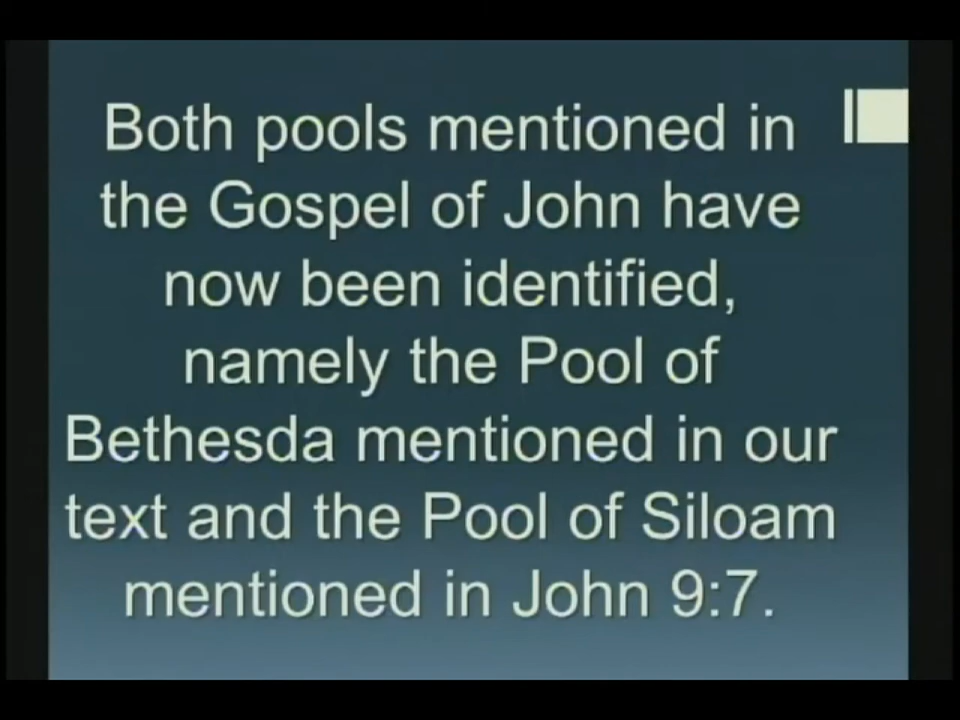 Both pools mentioned in
the Gospel of John have
now been identified,
namely the Pool of
Bethesda mentioned in our
text and the Pool of Siloam
mentioned in John 9:7.